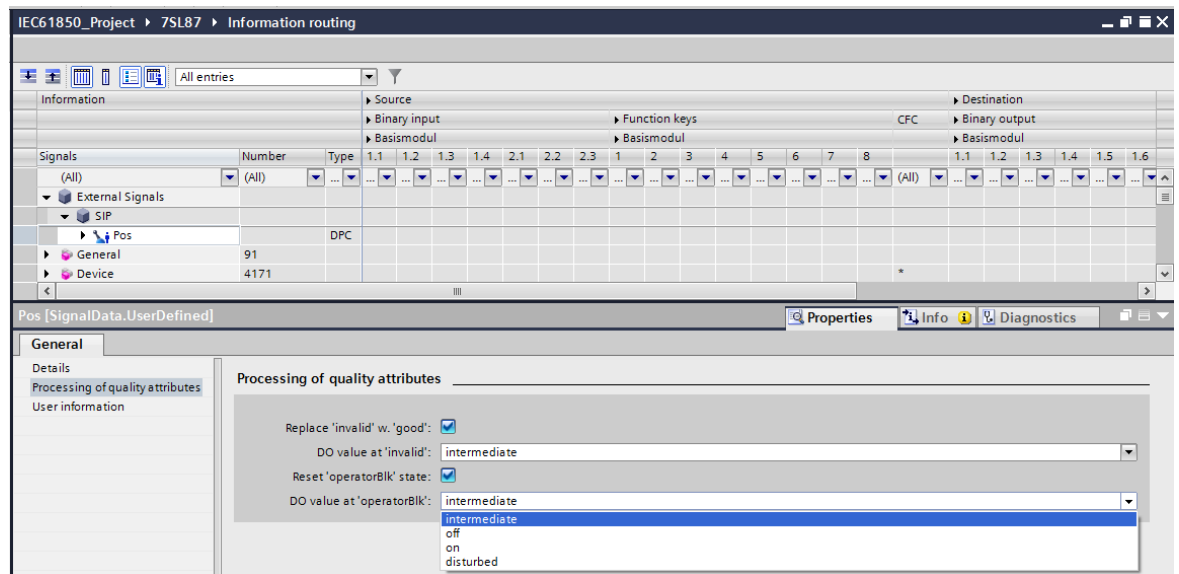 IEC61850_Project ▸ 7SL87 ▸ Information routing
All entries
Information Source Destination
Binary input Function keys CFC Binary output
Basismodul Basismodul Basismodul
Signals Number Type 1.1 1.2 1.3 1.4 2.1 2.2 2.3 1 2 3 4 5 6 7 8 1.1 1.2 1.3 1.4 1.5 1.6
(All) (All) ... ... ... ... ... ... ... ... ... ... ... ... ... ... ... ... (All) ... ... ... ... ... ...
External Signals
SIP
Pos DPC
General 91
Device 4171 *
Pos [SignalData.UserDefined] Properties Info Diagnostics
General
Details
Processing of quality attributes
User information
Processing of quality attributes
Replace 'invalid' w. 'good':
DO value at 'invalid': intermediate
Reset 'operatorBlk' state:
DO value at 'operatorBlk': intermediate
intermediate
off
on
disturbed